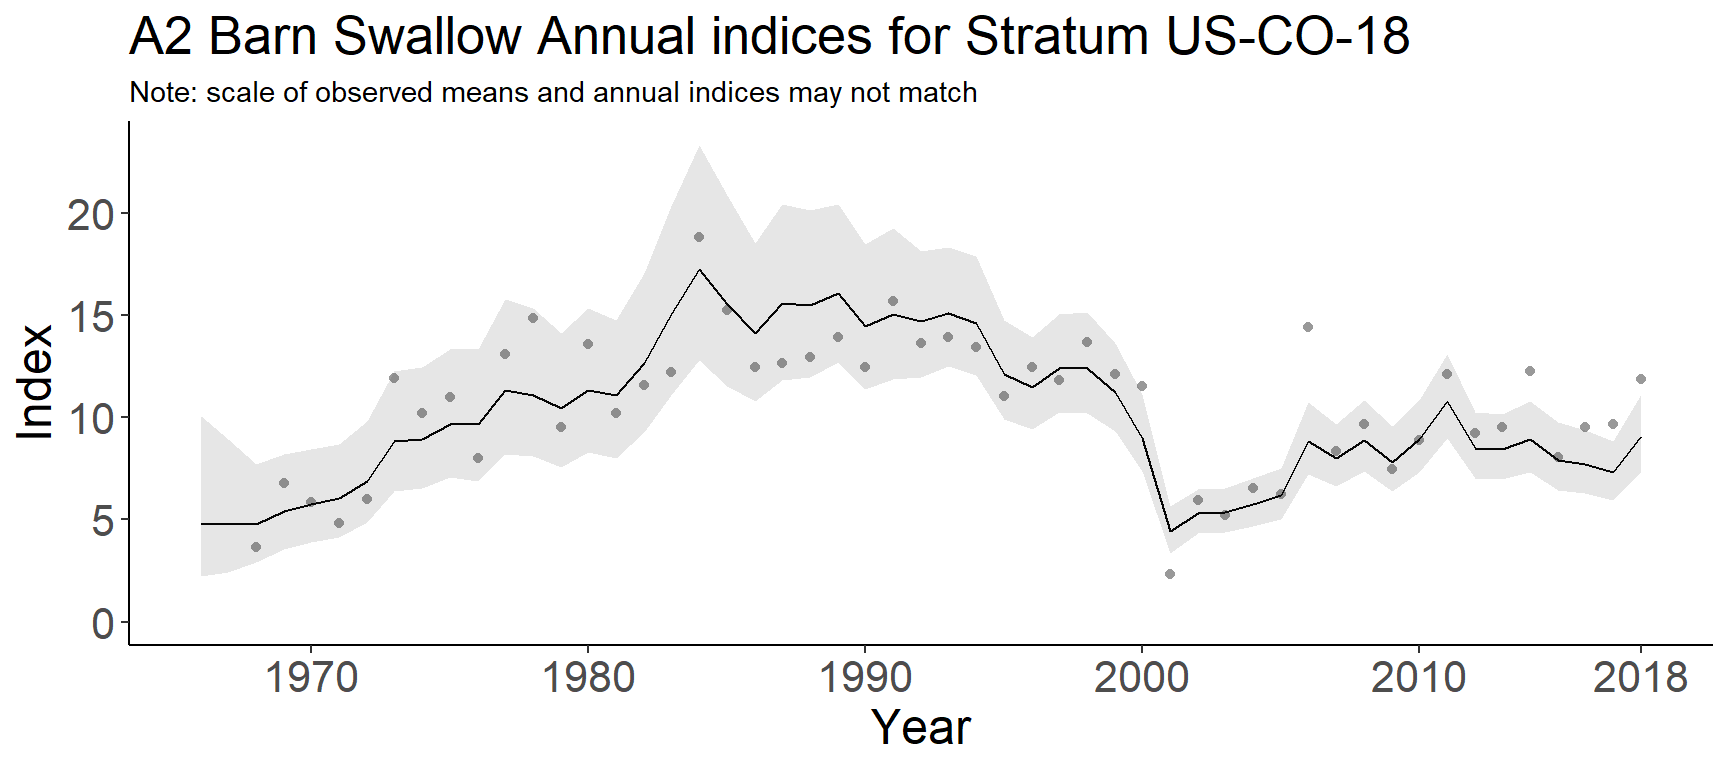 A2 Barn Swallow Annual indices for Stratum US-CO-18
Note: scale of observed means and annual indices may not match
20
15
10
5
0
Index
1970 1980 1990 2000 2010 2018
Year